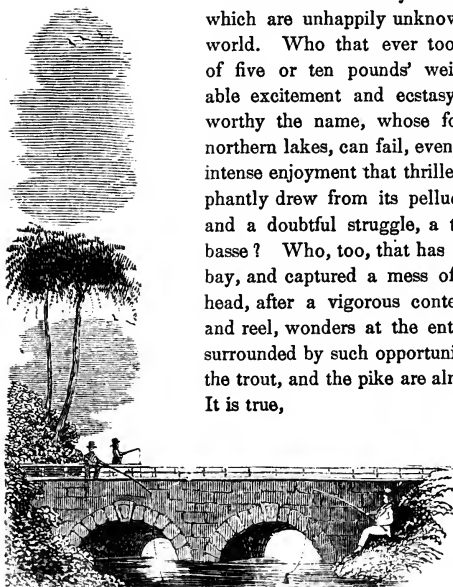 which are unhappily unknow
world. Who that ever too
of five or ten pounds' wei
able excitement and ecstasy
worthy the name, whose fo
northern lakes, can fail, even
intense enjoyment that thrille
phantly drew from its pelluc
and a doubtful struggle, a t
basse? Who, too, that has
bay, and captured a mess of
head, after a vigorous conte
and reel, wonders at the ent
surrounded by such opportuni
the trout, and the pike are alr
It is true,